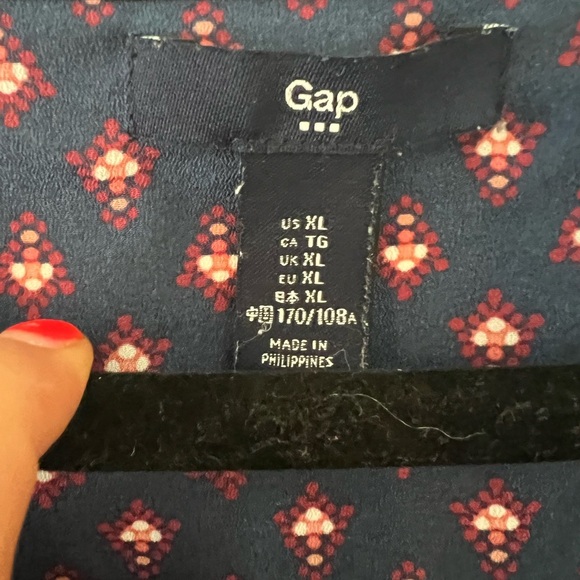 Gap
US XL
CA TG
UK XL
EU XL
日本 XL
中国 170/108A
MADE IN
PHILIPPINES